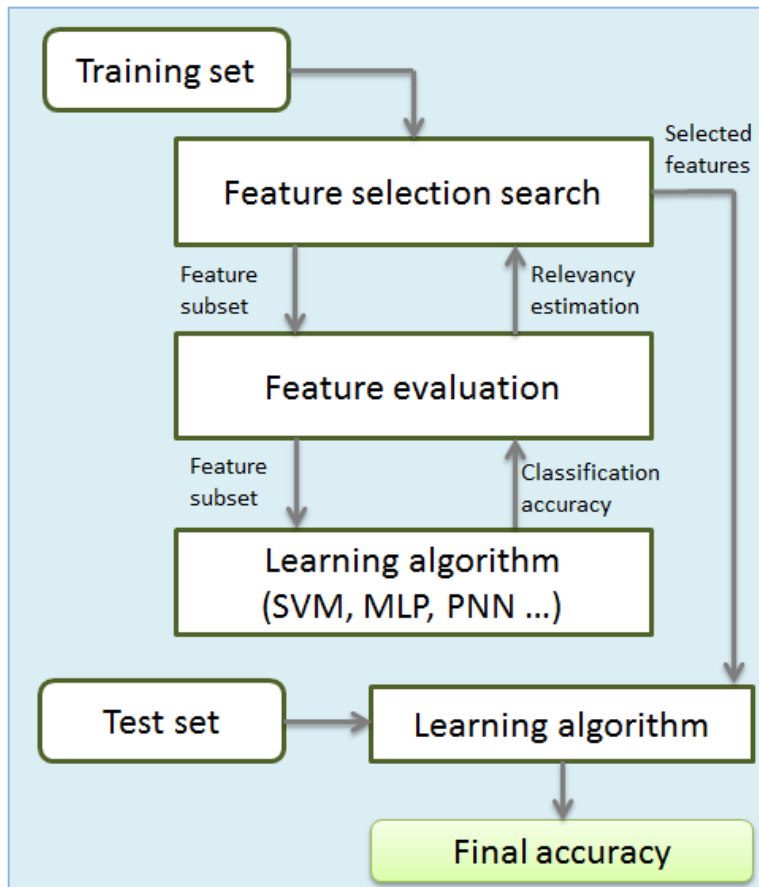 Training set
Selected
features
Feature selection search
Feature
subset
Relevancy
estimation
Feature evaluation
Feature
subset
Classification
accuracy
Learning algorithm
(SVM, MLP, PNN ...)
Test set
Learning algorithm
Final accuracy